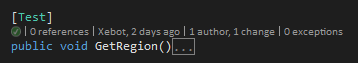 [Test]
| 0 references | Xebot, 2 days ago | 1 author, 1 change | 0 exceptions
public void GetRegion()...